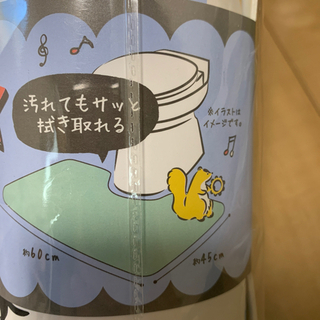 汚れてもサッと
拭き取れる
※イラストは
イメージです。
約60cm
約45cm